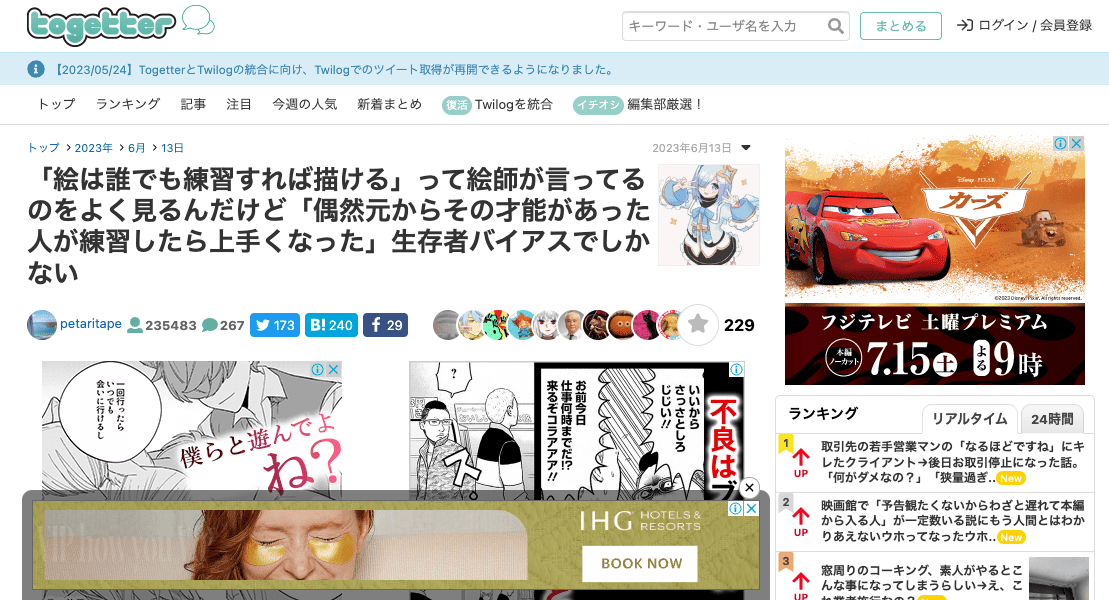 togetter
キーワード・ユーザ名を入力
まとめる
ログイン / 会員登録
【2023/05/24】TogetterとTwilogの統合に向け、Twilogでのツイート取得が再開できるようになりました。
トップ ランキング 記事 注目 今週の人気 新着まとめ 復活 Twilogを統合 イチオシ 編集部厳選！
トップ 2023年 6月 13日
2023年6月13日
「絵は誰でも練習すれば描ける」って絵師が言ってる
のをよく見るんだけど「偶然元からその才能があった
人が練習したら上手くなった」生存者バイアスでしか
ない
petaritape 235483 267 173 B! 240 29
229
一回行ったら
いつでも
会いに行けるし
僕らと遊んでよ
ね?
?
お前今日
仕事何時までだ!?
来るぞコラアア!!
いいから
さっさとしろ
じじい!!
不良はブ
IHG HOTELS &
RESORTS
BOOK NOW
Disney・PIXAR
カーズ
©2023 Disney/Pixar. All rights reserved.
フジテレビ 土曜プレミアム
本編
ノーカット
7.15土 よる9時
ランキング
リアルタイム
24時間
1
UP
取引先の若手営業マンの「なるほどですね」にキ
レたクライアント→後日お取引停止になった話。
「何がダメなの？」「狭量過ぎ.. New
2
UP
映画館で「予告観たくないからわざと遅れて本編
から入る人」が一定数いる説にもう人間とはわか
りあえないウホってなったウホ.. New
3
UP
窓周りのコーキング、素人がやるとこ
んな事になってしまうらしい→え、こ
れ業者施行なの？ New